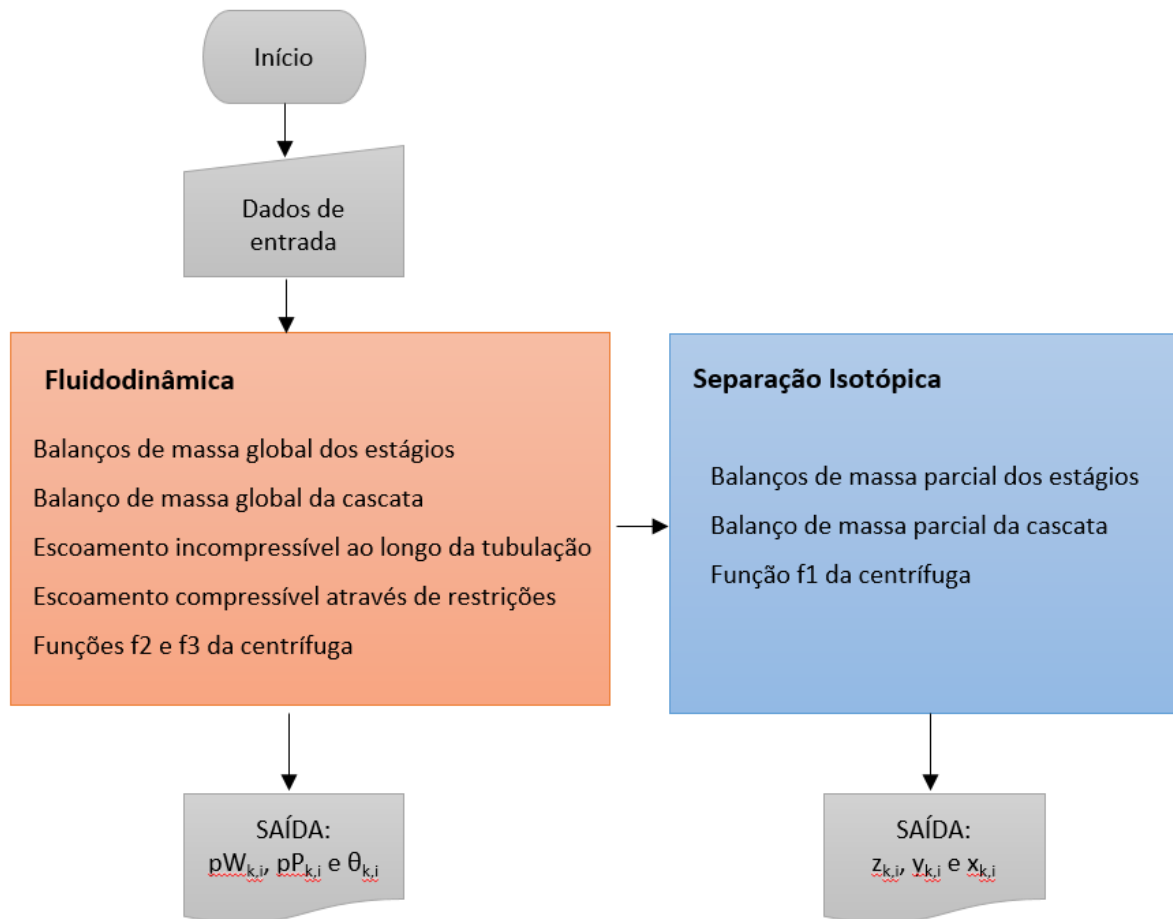 Início
Dados de
entrada
Fluidodinâmica
Balanços de massa global dos estágios
Balanço de massa global da cascata
Escoamento incompressível ao longo da tubulação
Escoamento compressível através de restrições
Funções f2 e f3 da centrífuga
Separação Isotópica
Balanços de massa parcial dos estágios
Balanço de massa parcial da cascata
Função f1 da centrífuga
SAÍDA:
pWk,i, pPk,i e θk,i
SAÍDA:
zk,i, yk,i e xk,i